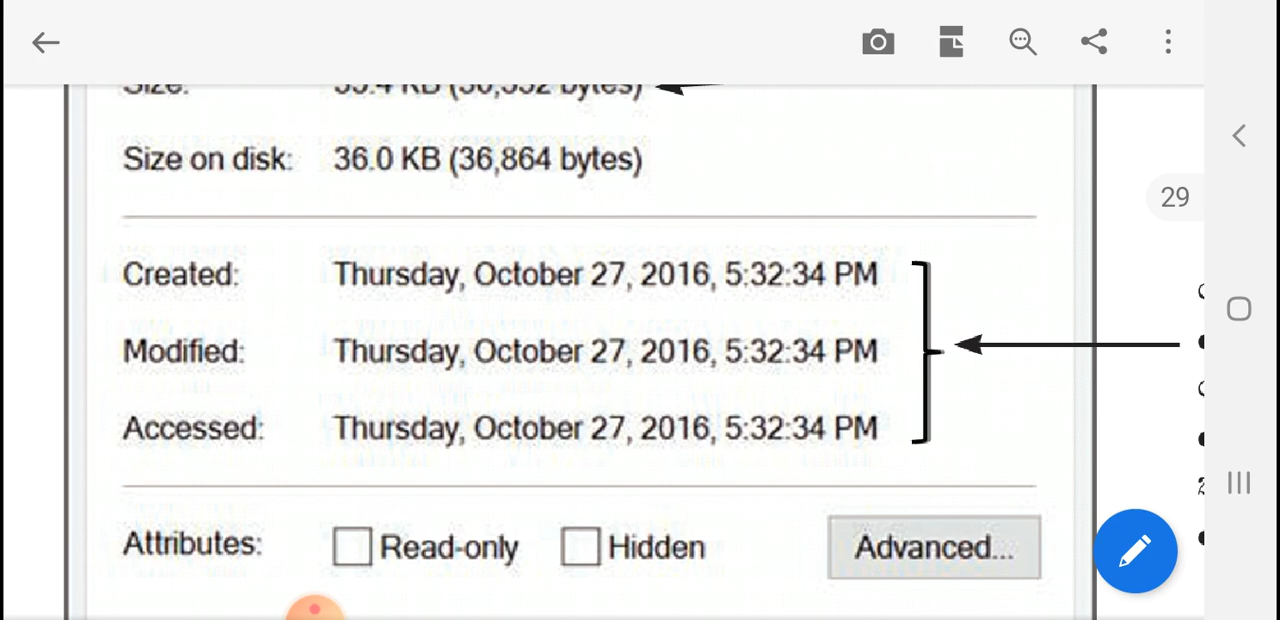 Size:
Size on disk: 36.0 KB (36,864 bytes)
29
Created: Thursday, October 27, 2016, 5:32:34 PM
Modified: Thursday, October 27, 2016, 5:32:34 PM
Accessed: Thursday, October 27, 2016, 5:32:34 PM
Attributes: Read-only Hidden Advanced...